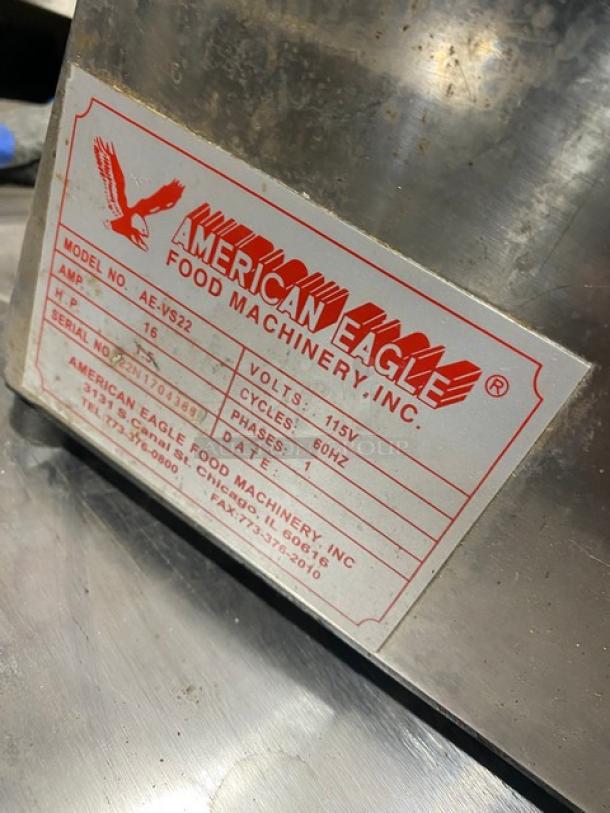 AMERICAN EAGLE ®
FOOD MACHINERY, INC.
MODEL NO. AE-VS22
AMP. 16
H.P. 1.5
SERIAL NO.
VOLTS: 115V
CYCLES: 60HZ
PHASES: 1
DATE:
AMERICAN EAGLE FOOD MACHINERY, INC
3131 S. Canal St. Chicago, IL 60616
TEL:773-376-0800 FAX:773-376-2010